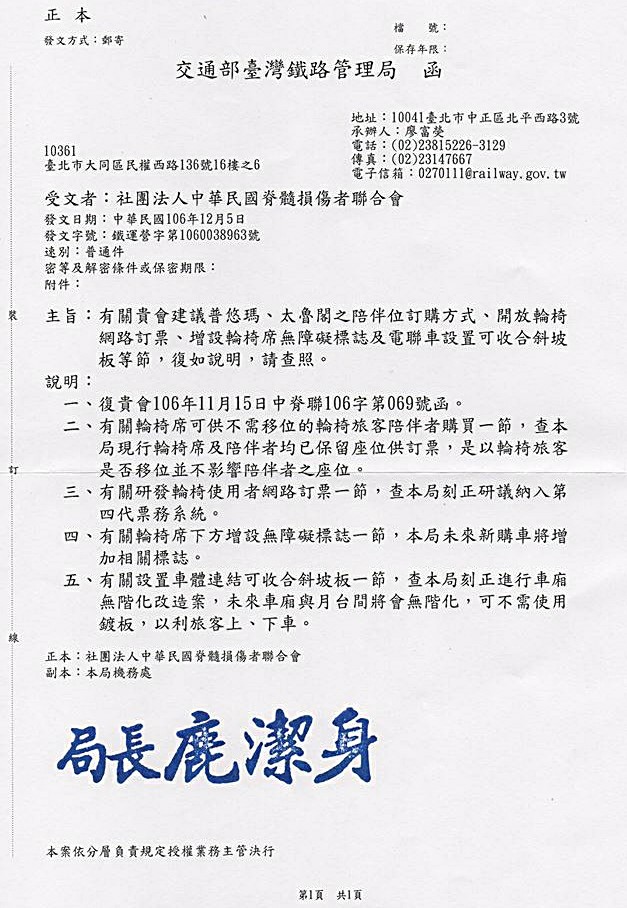 正本
檔　　號：
發文方式：郵寄
保存年限：
交通部臺灣鐵路管理局　函
地址：10041臺北市中正區北平西路3號
承辦人：廖富葵
電話：(02)23815226-3129
傳真：(02)23147667
電子信箱：0270111@railway.gov.tw
10361
臺北市大同區民權西路136號16樓之6
受文者：社團法人中華民國脊髓損傷者聯合會
發文日期：中華民國106年12月5日
發文字號：鐵運營字第1060038963號
速別：普通件
密等及解密條件或保密期限：
附件：
主旨：有關貴會建議普悠瑪、太魯閣之陪伴位訂購方式、開放輪椅
網路訂票、增設輪椅席無障礙標誌及電聯車設置可收合斜坡
板等節，復如說明，請查照。
說明：
一、復貴會106年11月15日中脊聯106字第069號函。
二、有關輪椅席可供不需移位的輪椅旅客陪伴者購買一節，查本
局現行輪椅席及陪伴者均已保留座位供訂票，是以輪椅旅客
是否移位並不影響陪伴者之座位。
三、有關研發輪椅使用者網路訂票一節，查本局刻正研議納入第
四代票務系統。
四、有關輪椅席下方增設無障礙標誌一節，本局未來新購車將增
加相關標誌。
五、有關設置車體連結可收合斜坡板一節，查本局刻正進行車廂
無階化改造案，未來車廂與月台間將會無階化，可不需使用
鍍板，以利旅客上、下車。
正本：社團法人中華民國脊髓損傷者聯合會
副本：本局機務處
局長鹿潔身
本案依分層負責規定授權業務主管決行
第1頁　共1頁
裝
訂
線